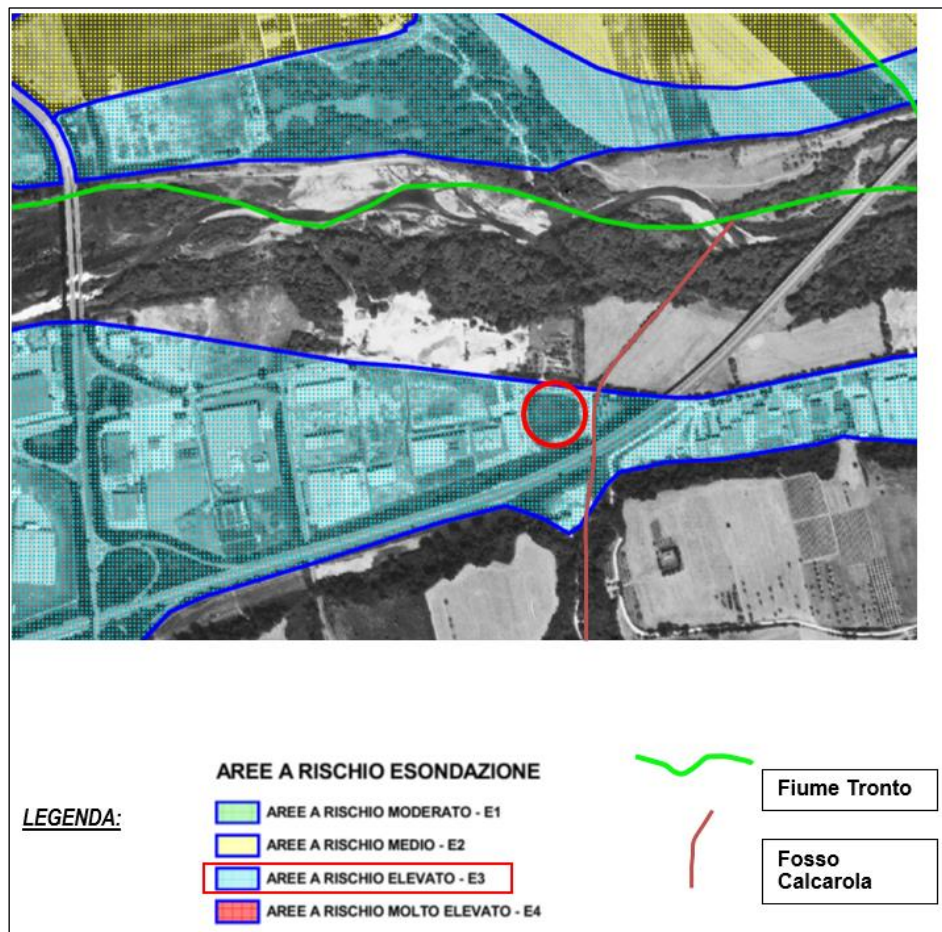 AREE A RISCHIO ESONDAZIONE
LEGENDA:
AREE A RISCHIO MODERATO - E1
AREE A RISCHIO MEDIO - E2
AREE A RISCHIO ELEVATO - E3
AREE A RISCHIO MOLTO ELEVATO - E4
Fiume Tronto
Fosso
Calcarola